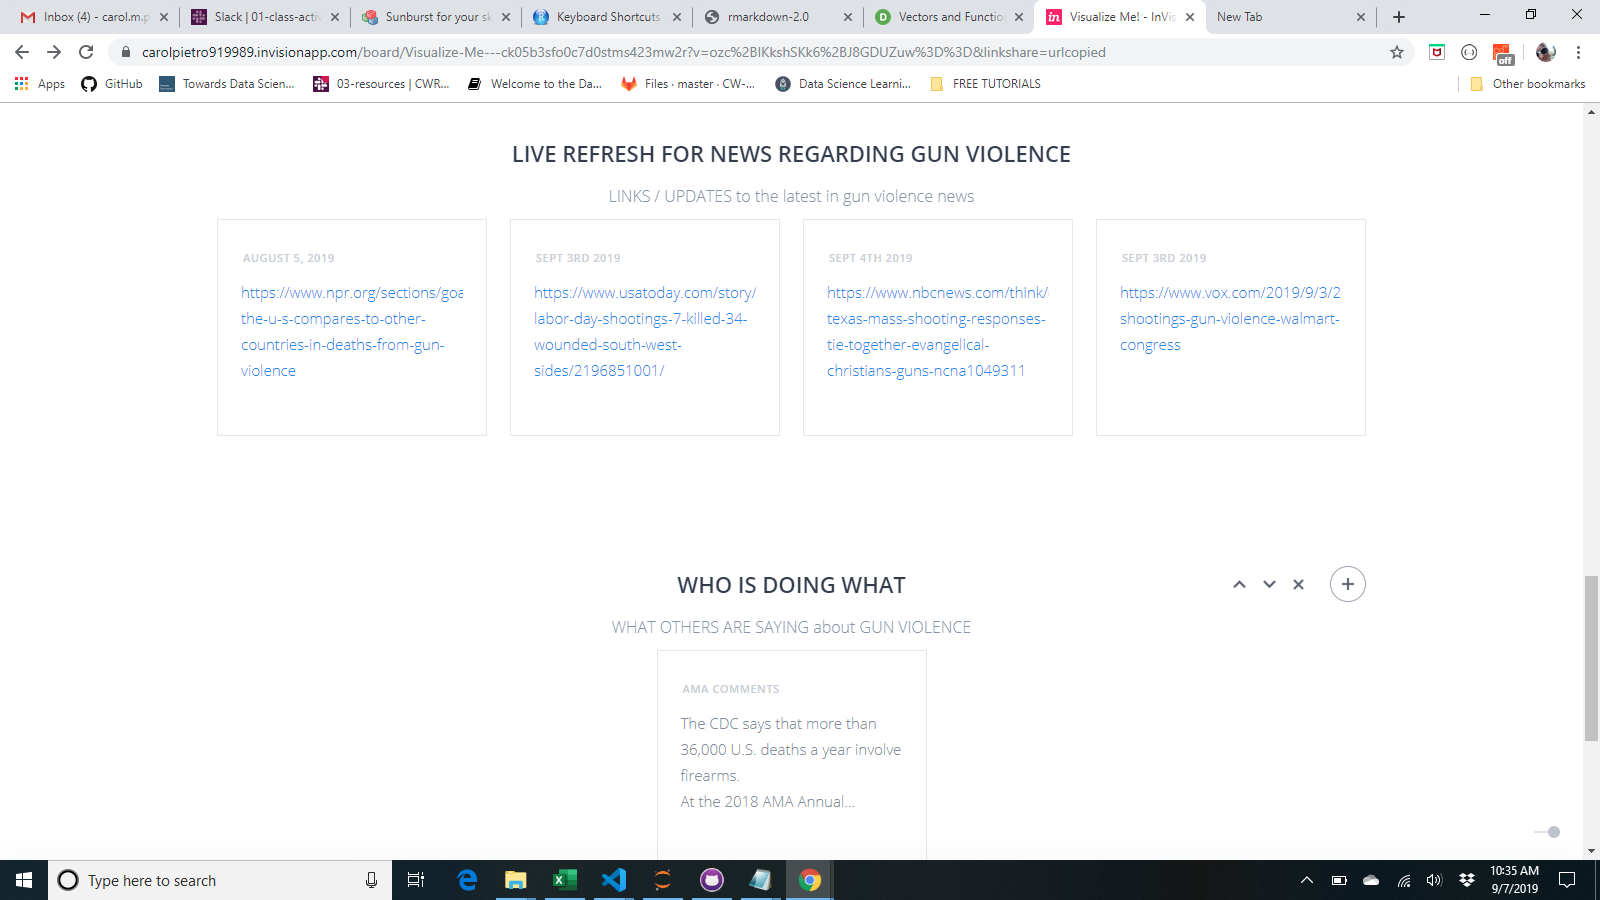 Inbox (4) - carol.m.p
Slack | 01-class-activ
Sunburst for your sk
Keyboard Shortcuts
rmarkdown-2.0
Vectors and Function
Visualize Me! - InVis
New Tab
carolpietro919989.invisionapp.com/board/Visualize-Me---ck05b3sfo0c7d0stms423mw2r?v=ozc%2BIKkshSKk6%2BJ8GDUZuw%3D%3D&linkshare=urlcopied
off
Apps
GitHub
Towards Data Scien...
03-resources | CWR...
Welcome to the Da...
Files · master · CW-...
Data Science Learni...
FREE TUTORIALS
Other bookmarks
LIVE REFRESH FOR NEWS REGARDING GUN VIOLENCE
LINKS / UPDATES to the latest in gun violence news
AUGUST 5, 2019
https://www.npr.org/sections/goa
the-u-s-compares-to-other-
countries-in-deaths-from-gun-
violence
SEPT 3RD 2019
https://www.usatoday.com/story/
labor-day-shootings-7-killed-34-
wounded-south-west-
sides/2196851001/
SEPT 4TH 2019
https://www.nbcnews.com/think/
texas-mass-shooting-responses-
tie-together-evangelical-
christians-guns-ncna1049311
SEPT 3RD 2019
https://www.vox.com/2019/9/3/2
shootings-gun-violence-walmart-
congress
WHO IS DOING WHAT
WHAT OTHERS ARE SAYING about GUN VIOLENCE
AMA COMMENTS
The CDC says that more than
36,000 U.S. deaths a year involve
firearms.
At the 2018 AMA Annual...
Type here to search
10:35 AM
9/7/2019